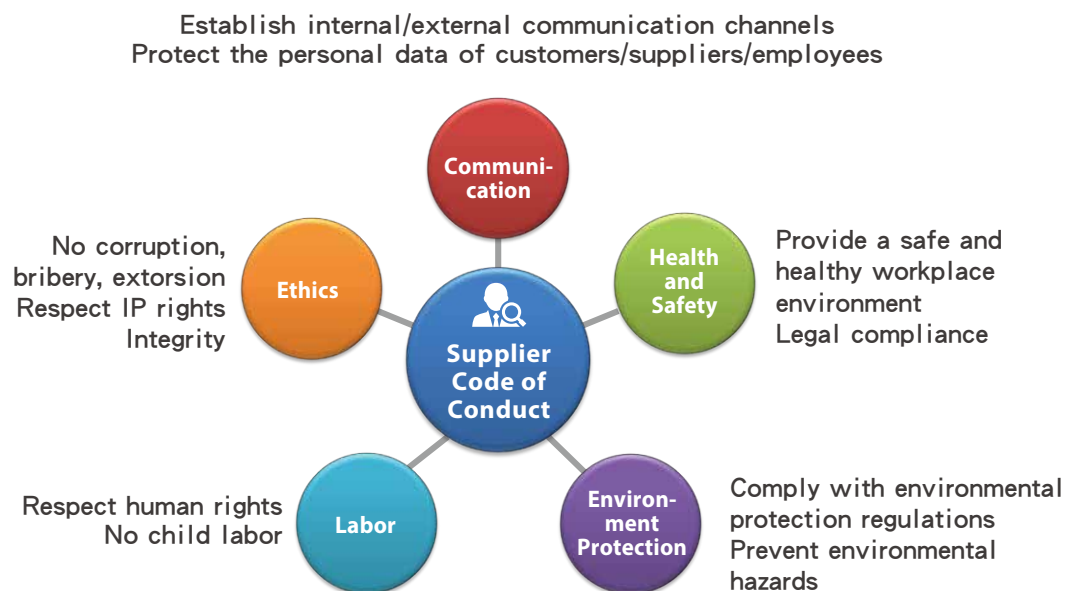 Establish internal/external communication channels
Protect the personal data of customers/suppliers/employees
Communi-
cation
No corruption,
bribery, extorsion
Respect IP rights
Integrity
Ethics
Health
and
Safety
Provide a safe and
healthy workplace
environment
Legal compliance
Supplier
Code of
Conduct
Respect human rights
No child labor
Labor
Environ-
ment
Protection
Comply with environmental
protection regulations
Prevent environmental
hazards